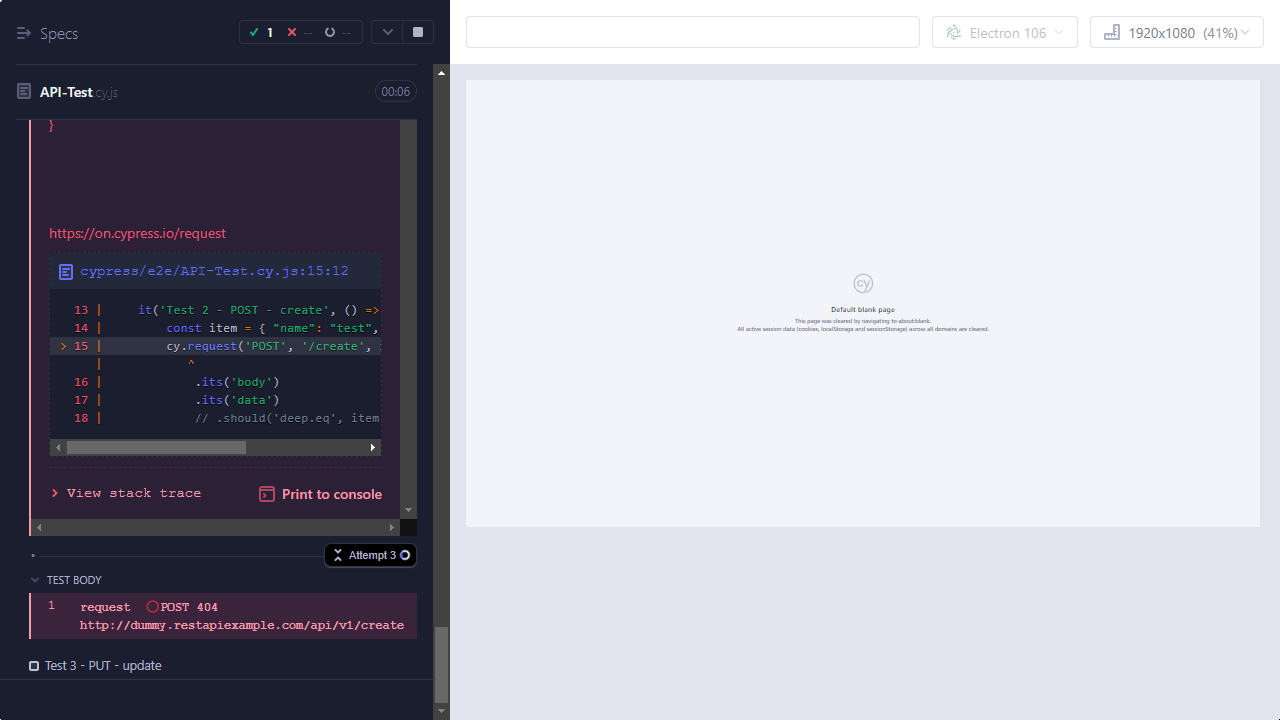 Specs
1
--
--
Electron 106
1920x1080 (41%)
API-Test.cy.js
00:06
}
https://on.cypress.io/request
cypress/e2e/API-Test.cy.js:15:12
13 | it('Test 2 - POST - create', () =>
14 | const item = { "name": "test",
> 15 | cy.request('POST', '/create',
| ^
16 | .its('body')
17 | .its('data')
18 | // .should('deep.eq', item
View stack trace
Print to console
Attempt 3
TEST BODY
1 request POST 404
http://dummy.restapiexample.com/api/v1/create
Test 3 - PUT - update
cy
Default blank page
This page was cleared by navigating to about:blank.
All active session data (cookies, localStorage and sessionStorage) across all domains are cleared.